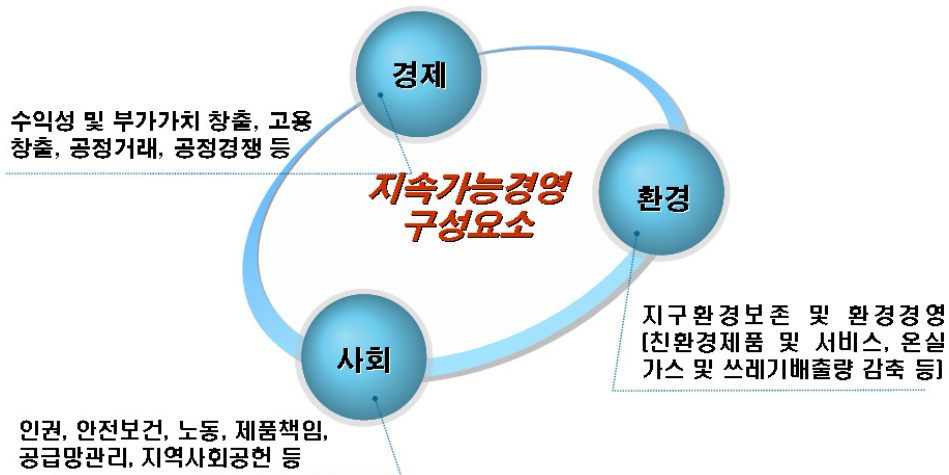 경제
수익성 및 부가가치 창출, 고용
창출, 공정거래, 공정경쟁 등
지속가능경영
구성요소
환경
지구환경보존 및 환경경영
(친환경제품 및 서비스, 온실
가스 및 쓰레기배출량 감축 등)
사회
인권, 안전보건, 노동, 제품책임,
공급망관리, 지역사회공헌 등